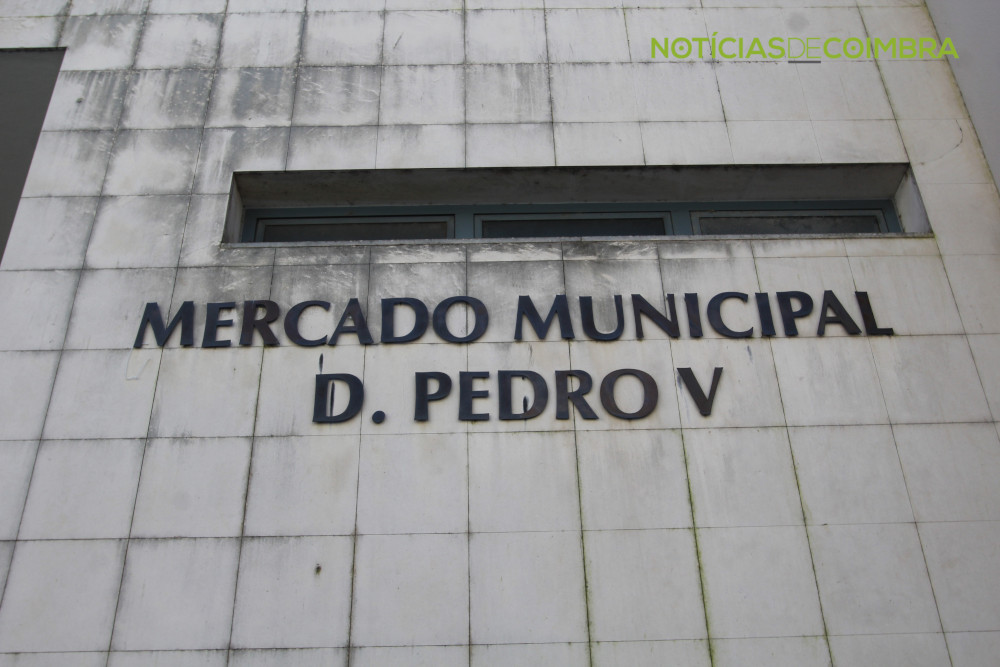 NOTÍCIASDECOIMBRA
MERCADO MUNICIPAL
D. PEDRO V